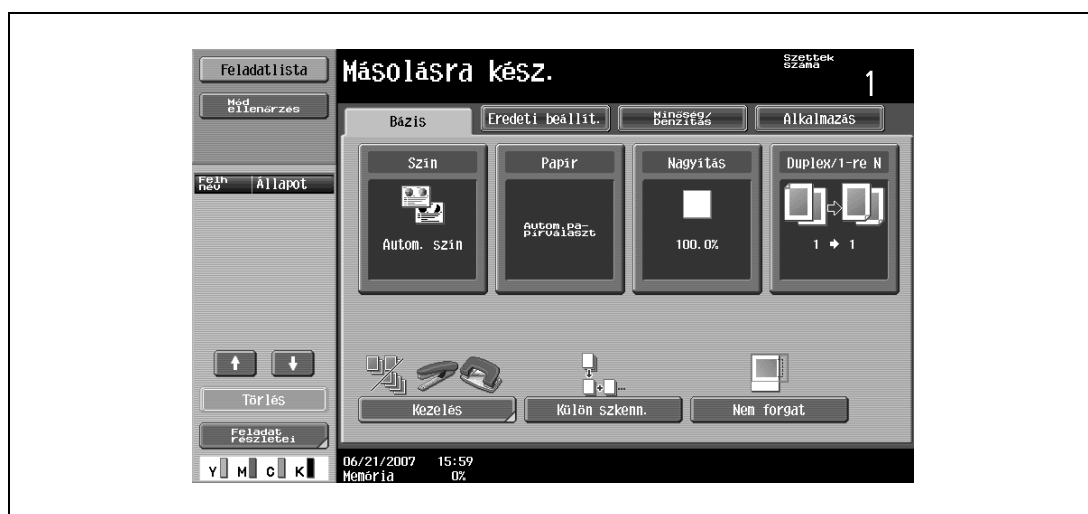 Feladatlista
Mód
ellenőrzés
Felh
név
Állapot
Törlés
Feladat
részletei
Y M C K
Másolásra kész.
Szettek
száma
1
Bázis
Eredeti beállít.
Minőség/
Denzitás
Alkalmazás
Szín
Papír
Nagyítás
Duplex/1-re N
Autom. szín
Autom.pa-
pírválaszt
100.0%
1 → 1
Kezelés
Külön szkenn.
Nem forgat
06/21/2007 15:59
Memória 0%